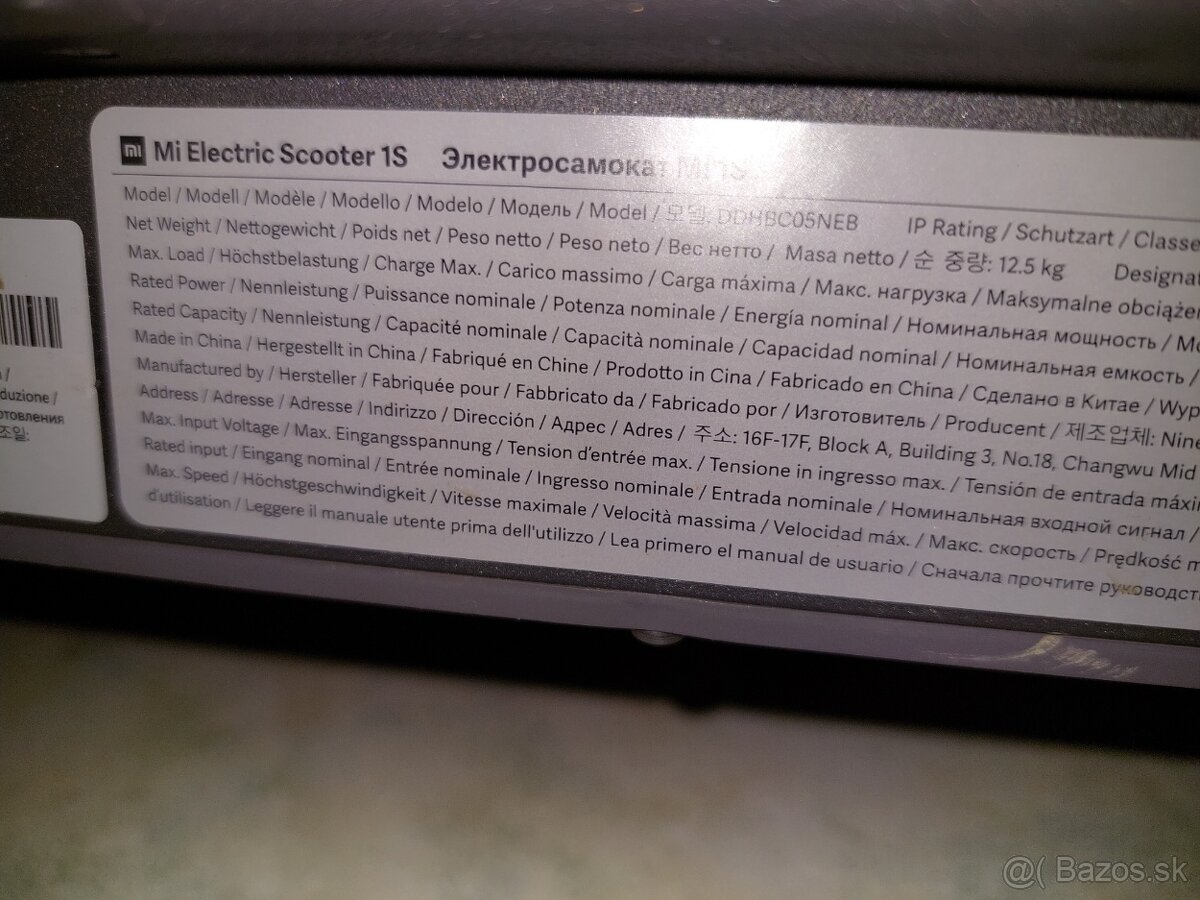 mi Mi Electric Scooter 1S Электросамокат Mi 1S
Model / Modell / Modèle / Modello / Modelo / Модель / Model / 모델: DDHBC05NEB IP Rating / Schutzart / Classe
Net Weight / Nettogewicht / Poids net / Peso netto / Peso neto / Вес нетто / Masa netto / 순 중량: 12.5 kg Designa
Max. Load / Höchstbelastung / Charge Max. / Carico massimo / Carga máxima / Макс. нагрузка / Maksymalne obciąże
Rated Power / Nennleistung / Puissance nominale / Potenza nominale / Energía nominal / Номинальная мощность / Mo
Rated Capacity / Nennleistung / Capacité nominale / Capacità nominale / Capacidad nominal / Номинальная емкость /
Made in China / Hergestellt in China / Fabriqué en Chine / Prodotto in Cina / Fabricado en China / Сделано в Китае / Wyp
Manufactured by / Hersteller / Fabriquée pour / Fabbricato da / Fabricado por / Изготовитель / Producent / 제조업체: Nine
Address / Adresse / Adresse / Indirizzo / Dirección / Адрес / Adres / 주소: 16F-17F, Block A, Building 3, No.18, Changwu Mid
Max. Input Voltage / Max. Eingangsspannung / Tension d'entrée max. / Tensione in ingresso max. / Tensión de entrada máxi
Rated input / Eingang nominal / Entrée nominale / Ingresso nominale / Entrada nominale / Номинальная входной сигнал /
Max. Speed / Höchstgeschwindigkeit / Vitesse maximale / Velocità massima / Velocidad máx. / Макс. скорость / Prędkość m
d'utilisation / Leggere il manuale utente prima dell'utilizzo / Lea primero el manual de usuario / Сначала прочтите руководст
/
duzione /
отовления
조일:
@( Bazos.sk